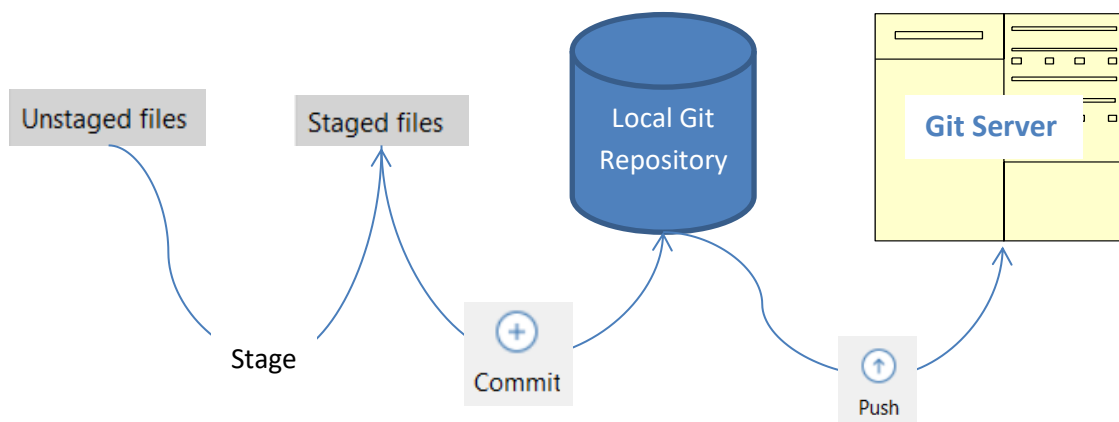 Unstaged files
Staged files
Local Git
Repository
Git Server
Stage
Commit
Push